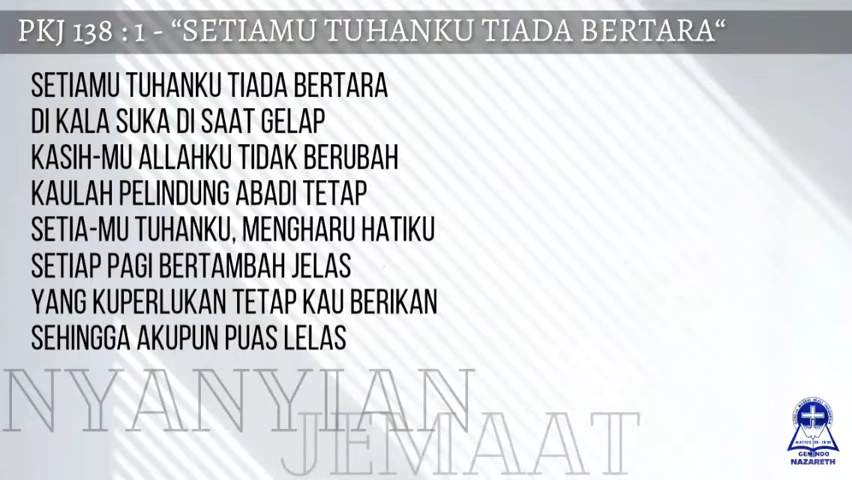 PKJ 138 : 1 - “SETIAMU TUHANKU TIADA BERTARA“
SETIAMU TUHANKU TIADA BERTARA
DI KALA SUKA DI SAAT GELAP
KASIH-MU ALLAHKU TIDAK BERUBAH
KAULAH PELINDUNG ABADI TETAP
SETIA-MU TUHANKU, MENGHARU HATIKU
SETIAP PAGI BERTAMBAH JELAS
YANG KUPERLUKAN TETAP KAU BERIKAN
SEHINGGA AKUPUN PUAS LELAS
NYANYIAN
JEMAAT
NAZARETH